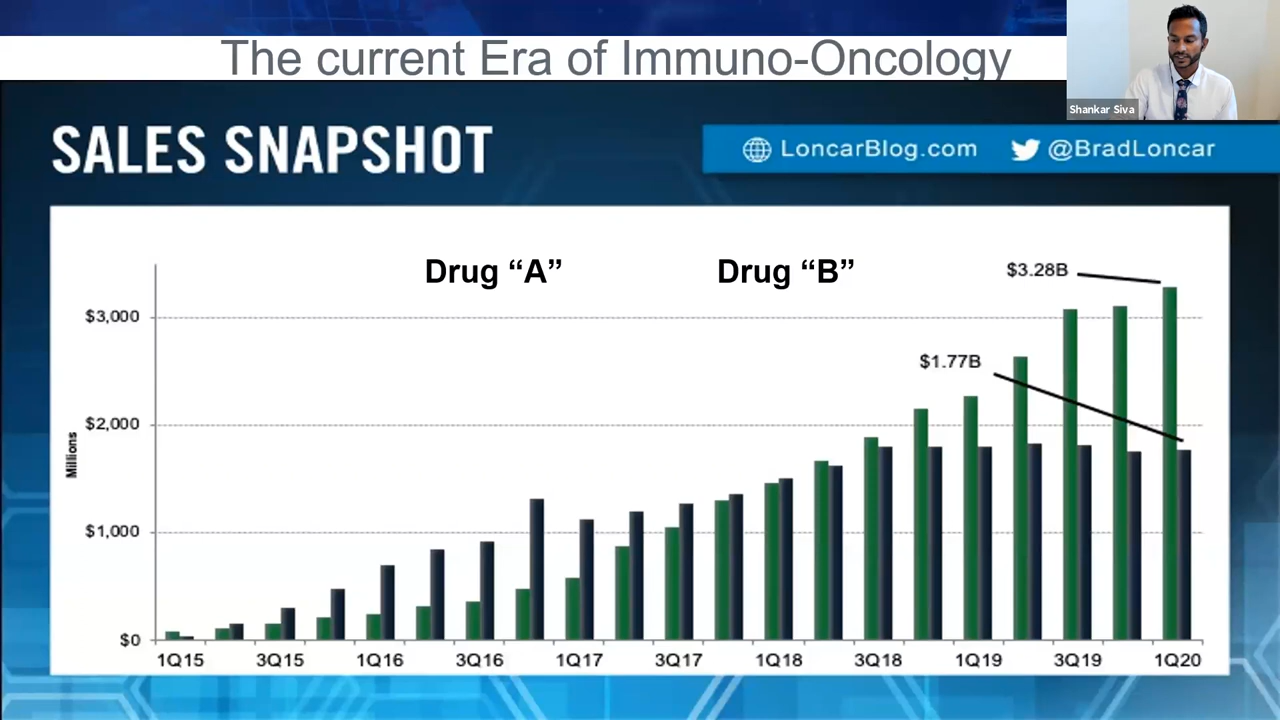 The current Era of Immuno-Oncology
Shankar Siva
SALES SNAPSHOT
LoncarBlog.com
@BradLoncar
Drug “A”
Drug “B”
$3.28B
$1.77B
Millions
$3,000
$2,000
$1,000
$0
1Q15 3Q15 1Q16 3Q16 1Q17 3Q17 1Q18 3Q18 1Q19 3Q19 1Q20